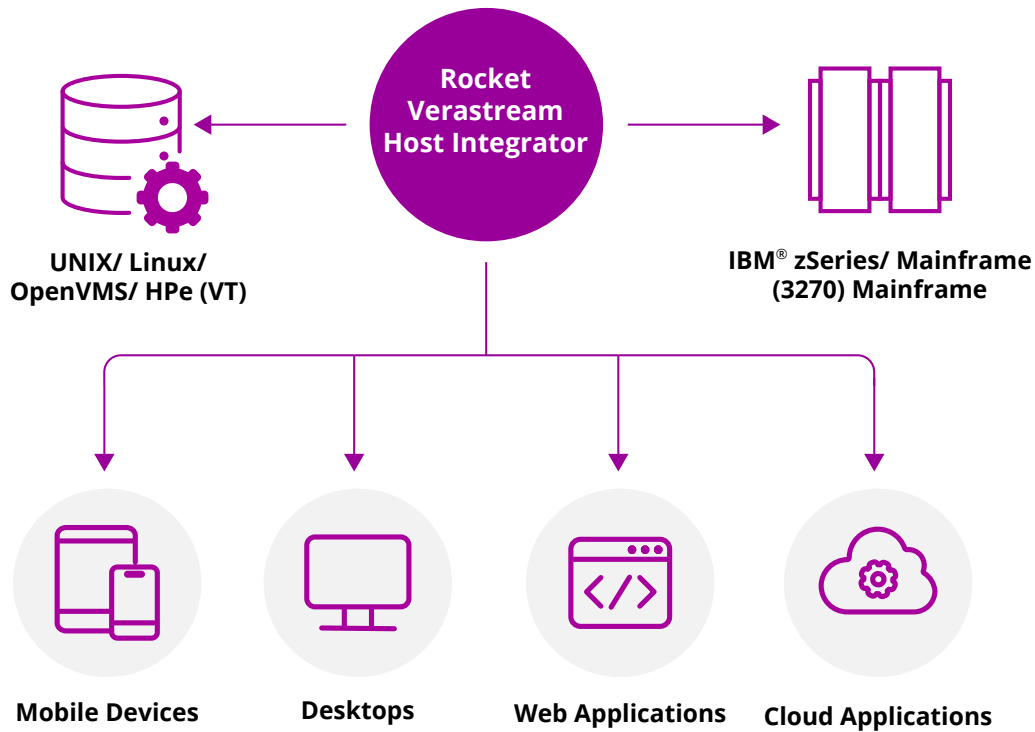 Rocket
Verastream
Host Integrator
UNIX/ Linux/
OpenVMS/ HPe (VT)
IBM® zSeries/ Mainframe
(3270) Mainframe
</>
Mobile Devices
Desktops
Web Applications
Cloud Applications